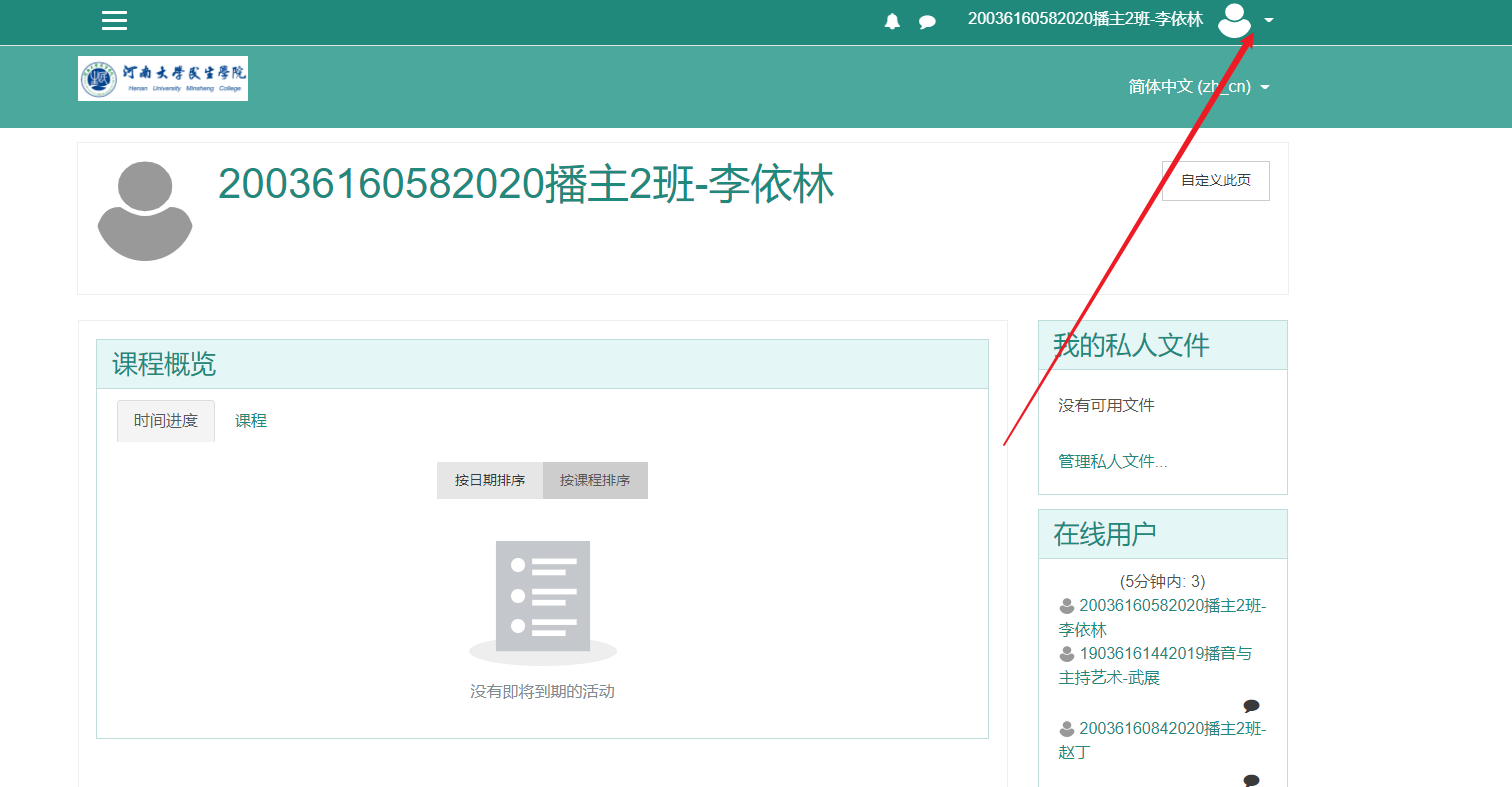 20036160582020播主2班-李依林
河南大学民生学院
Henan University Minsheng College
简体中文 (zh_cn)
20036160582020播主2班-李依林
自定义此页
课程概览
时间进度 课程
按日期排序 按课程排序
没有即将到期的活动
我的私人文件
没有可用文件
管理私人文件...
在线用户
(5分钟内: 3)
20036160582020播主2班-
李依林
19036161442019播音与
主持艺术-武展
20036160842020播主2班-
赵丁